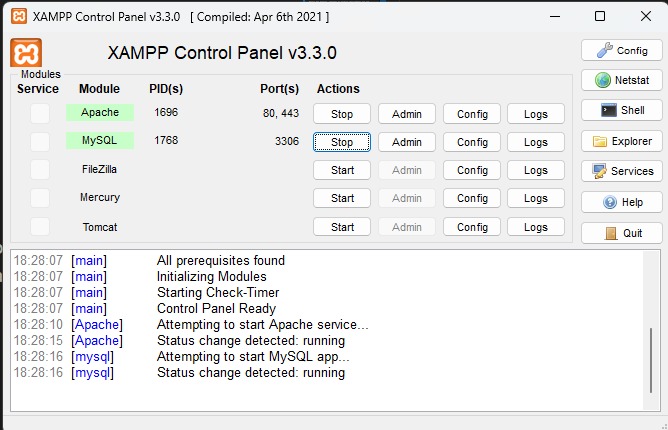 XAMPP Control Panel v3.3.0 [ Compiled: Apr 6th 2021 ]
XAMPP Control Panel v3.3.0
Config
Modules
Service Module PID(s) Port(s) Actions
Netstat
Apache 1696 80, 443 Stop Admin Config Logs
Shell
MySQL 1768 3306 Stop Admin Config Logs
Explorer
FileZilla Start Admin Config Logs
Services
Mercury Start Admin Config Logs
Help
Tomcat Start Admin Config Logs
Quit
18:28:07 [main] All prerequisites found
18:28:07 [main] Initializing Modules
18:28:07 [main] Starting Check-Timer
18:28:07 [main] Control Panel Ready
18:28:10 [Apache] Attempting to start Apache service...
18:28:15 [Apache] Status change detected: running
18:28:16 [mysql] Attempting to start MySQL app...
18:28:16 [mysql] Status change detected: running